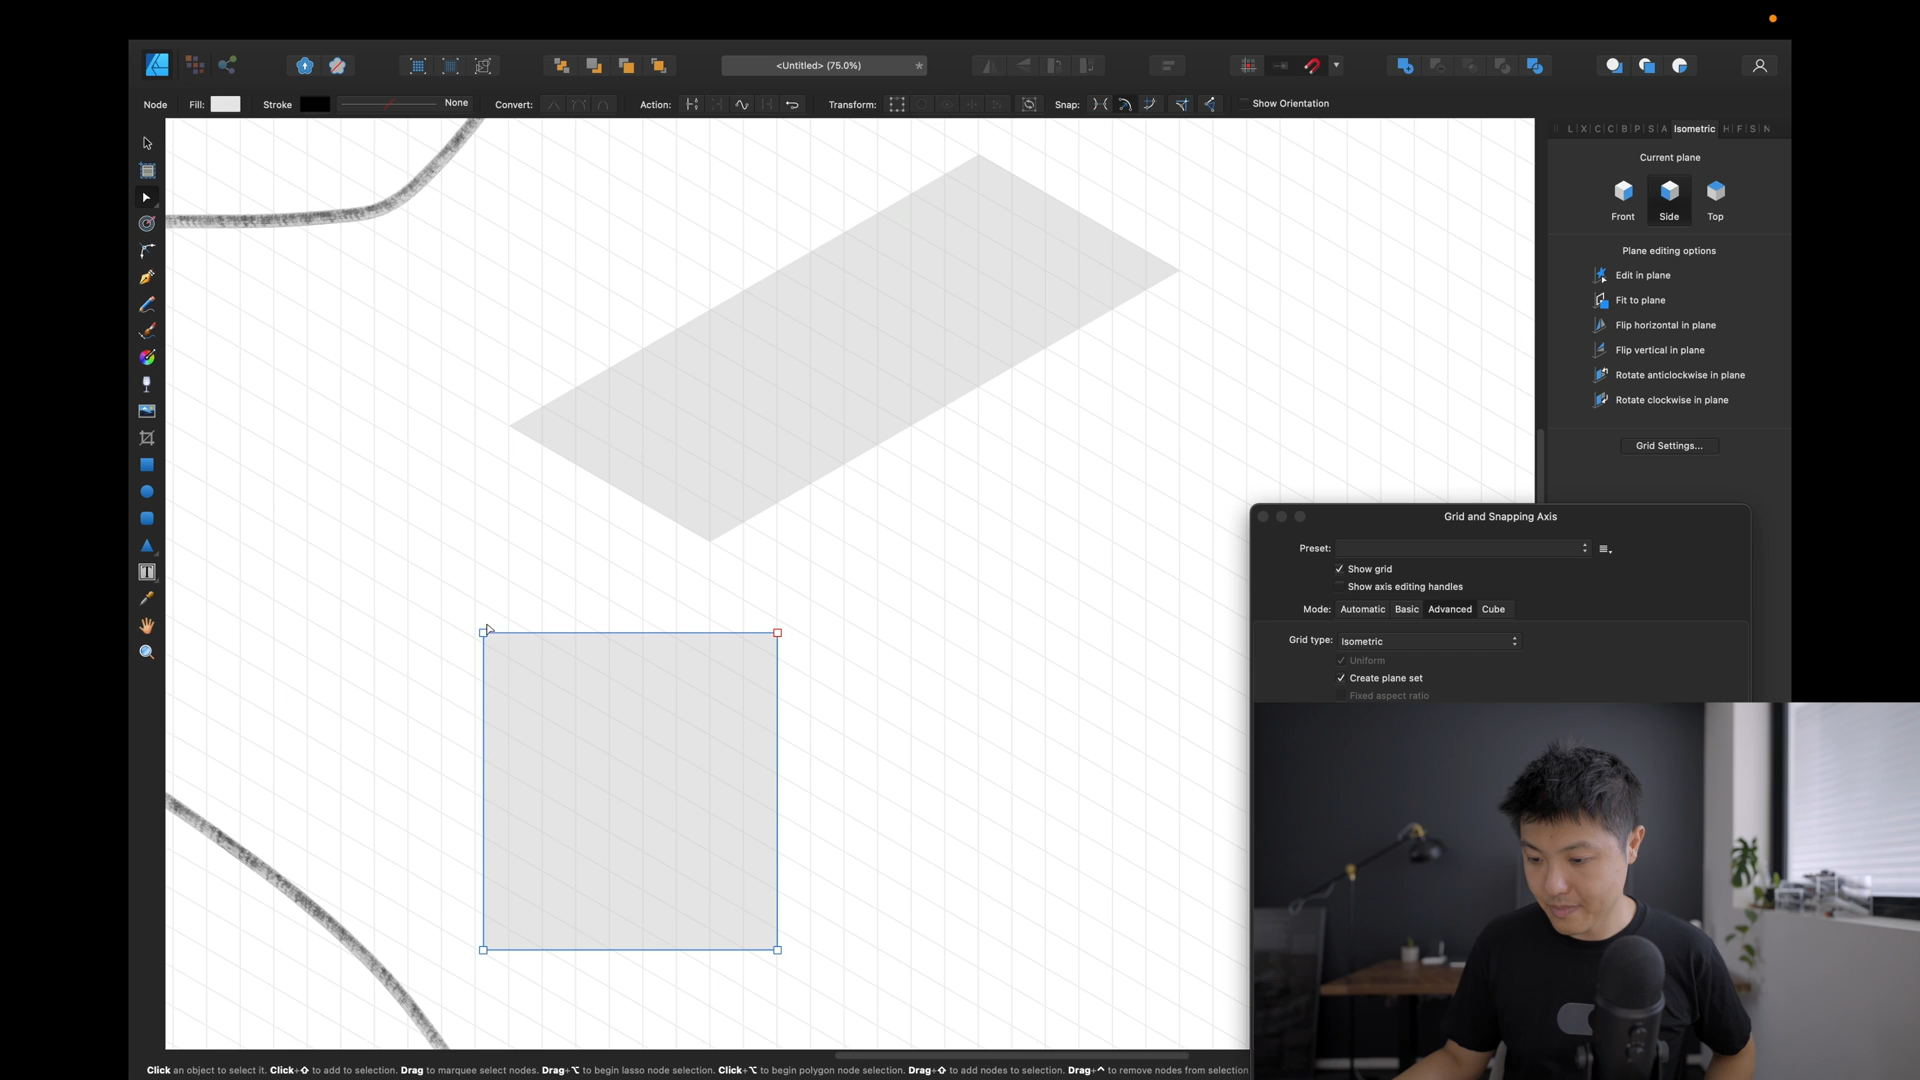 <Untitled> (75.0%)
Node Fill: Stroke None Convert: Action: Transform: Snap: Show Orientation
L X C C B P S A Isometric H F S N
Current plane
Front Side Top
Plane editing options
Edit in plane
Fit to plane
Flip horizontal in plane
Flip vertical in plane
Rotate anticlockwise in plane
Rotate clockwise in plane
Grid Settings...
Grid and Snapping Axis
Preset:
Show grid
Show axis editing handles
Mode: Automatic Basic Advanced Cube
Grid type: Isometric
Uniform
Create plane set
Fixed aspect ratio
Click an object to select it. Click+⇧ to add to selection. Drag to marquee select nodes. Drag+⌥ to begin lasso node selection. Click+⌥ to begin polygon node selection. Drag+⇧ to add nodes to selection. Drag+⌃ to remove nodes from selection